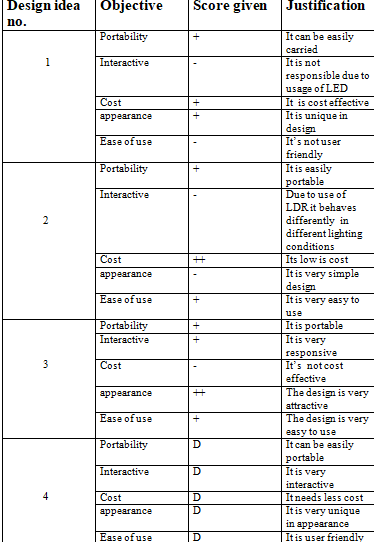 Design idea no. Objective Score given Justification
1
Portability + It can be easily
carried
Interactive - It is not
responsible due to
usage of LED
Cost + It is cost effective
appearance + It is unique in
design
Ease of use - It's not user
friendly
2
Portability + It is easily
portable
Interactive - Due to use of
LDR it behaves
differently in
different lighting
conditions
Cost ++ Its low is cost
appearance - It is very simple
design
Ease of use + It is very easy to
use
3
Portability + It is portable
Interactive + It is very
responsive
Cost - It's not cost
effective
appearance ++ The design is very
attractive
Ease of use + The design is very
easy to use
4
Portability D It can be easily
portable
Interactive D It is very
interactive
Cost D It needs less cost
appearance D It is very unique
in appearance
Ease of use D It is user friendly